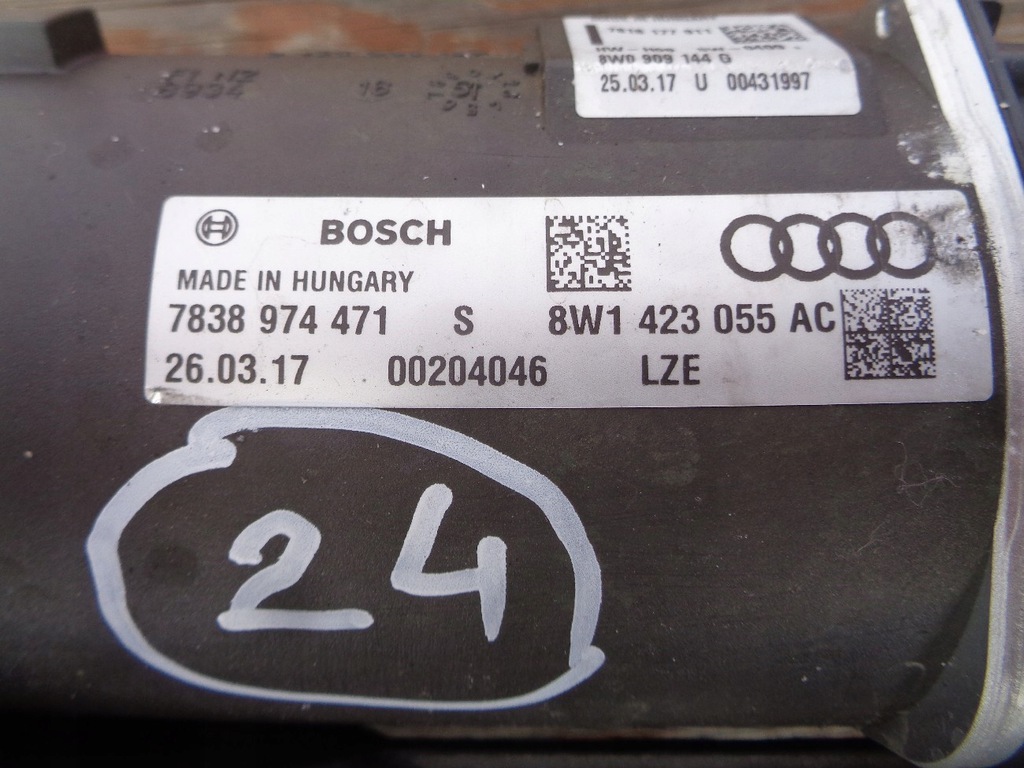 8W0 909 144 G
25.03.17 U 00431997
BOSCH
MADE IN HUNGARY
7838 974 471 S 8W1 423 055 AC
26.03.17 00204046 LZE
24